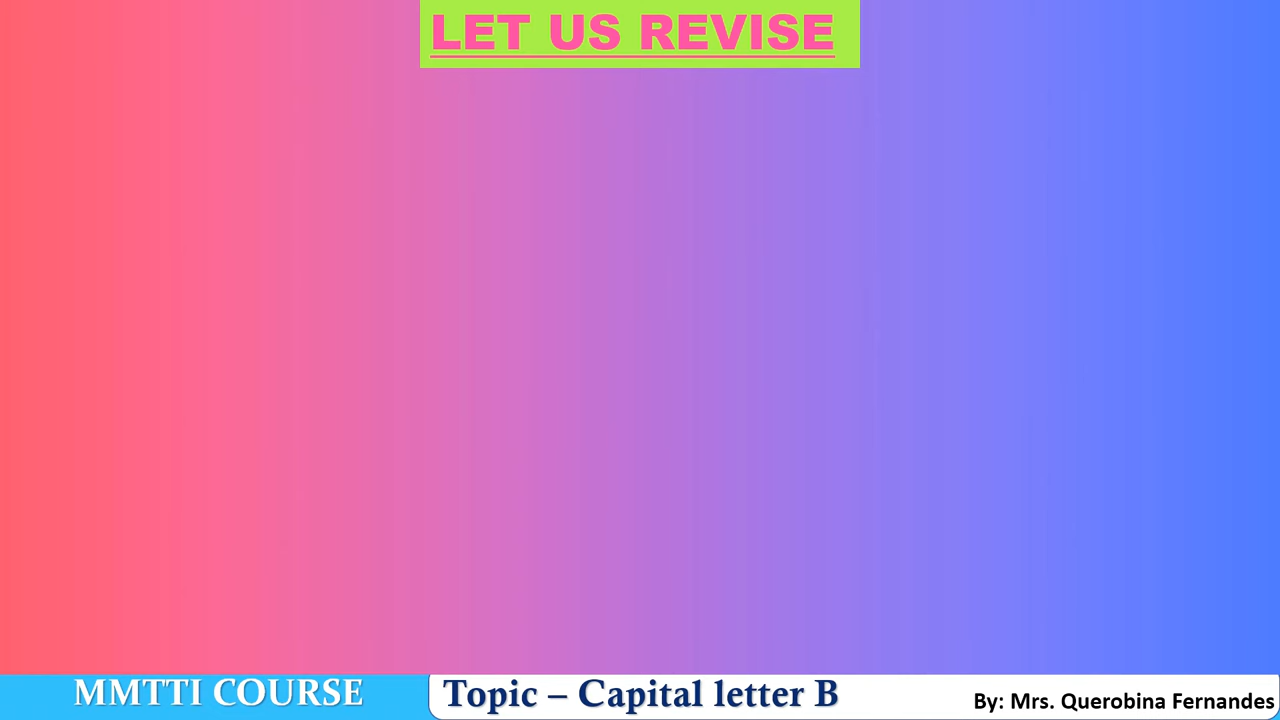 LET US REVISE
MMTTI COURSE
Topic – Capital letter B
By: Mrs. Querobina Fernandes